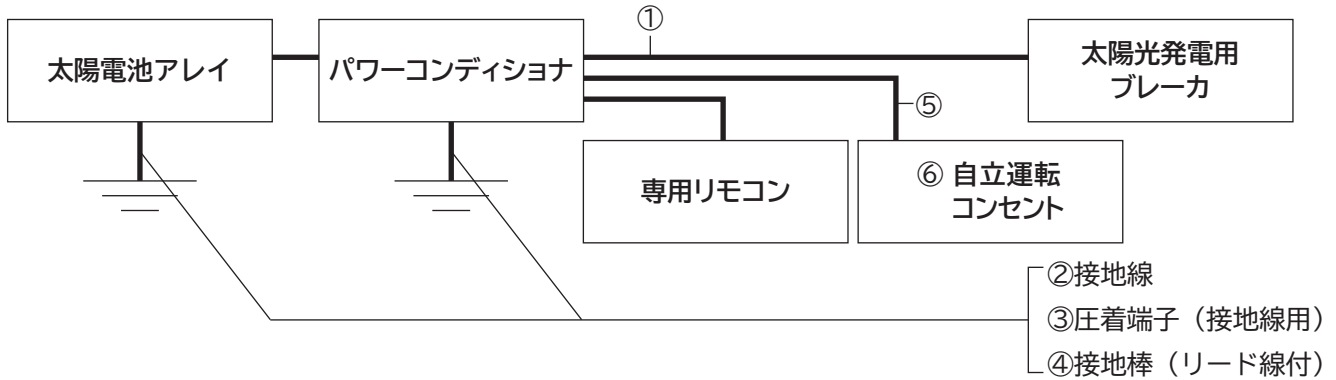 ①
太陽電池アレイ
パワーコンディショナ
太陽光発電用
ブレーカ
⑤
専用リモコン
⑥ 自立運転
コンセント
②接地線
③圧着端子（接地線用）
④接地棒（リード線付）